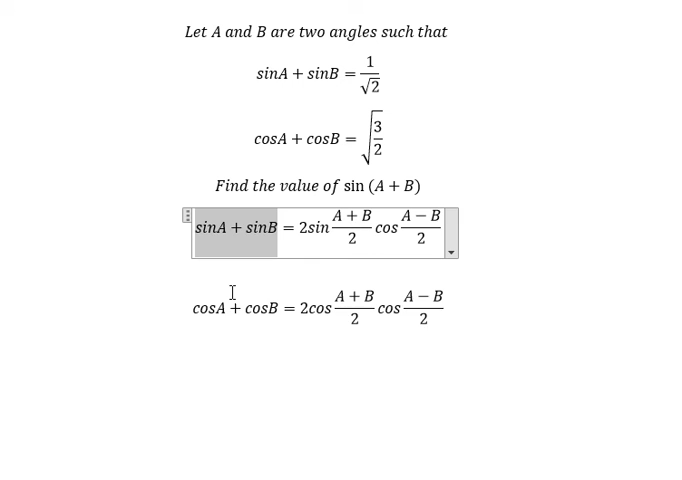 Let A and B are two angles such that
sinA + sinB = 1/√2
cosA + cosB = √(3/2)
Find the value of sin (A + B)
sinA + sinB = 2sin (A + B)/2 cos (A − B)/2
cosA + cosB = 2cos (A + B)/2 cos (A − B)/2